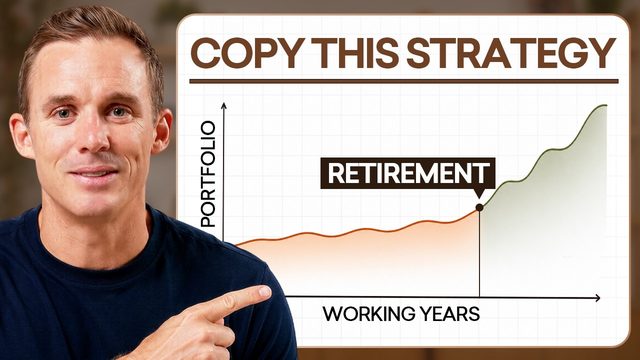 COPY THIS STRATEGY
PORTFOLIO
RETIREMENT
WORKING YEARS